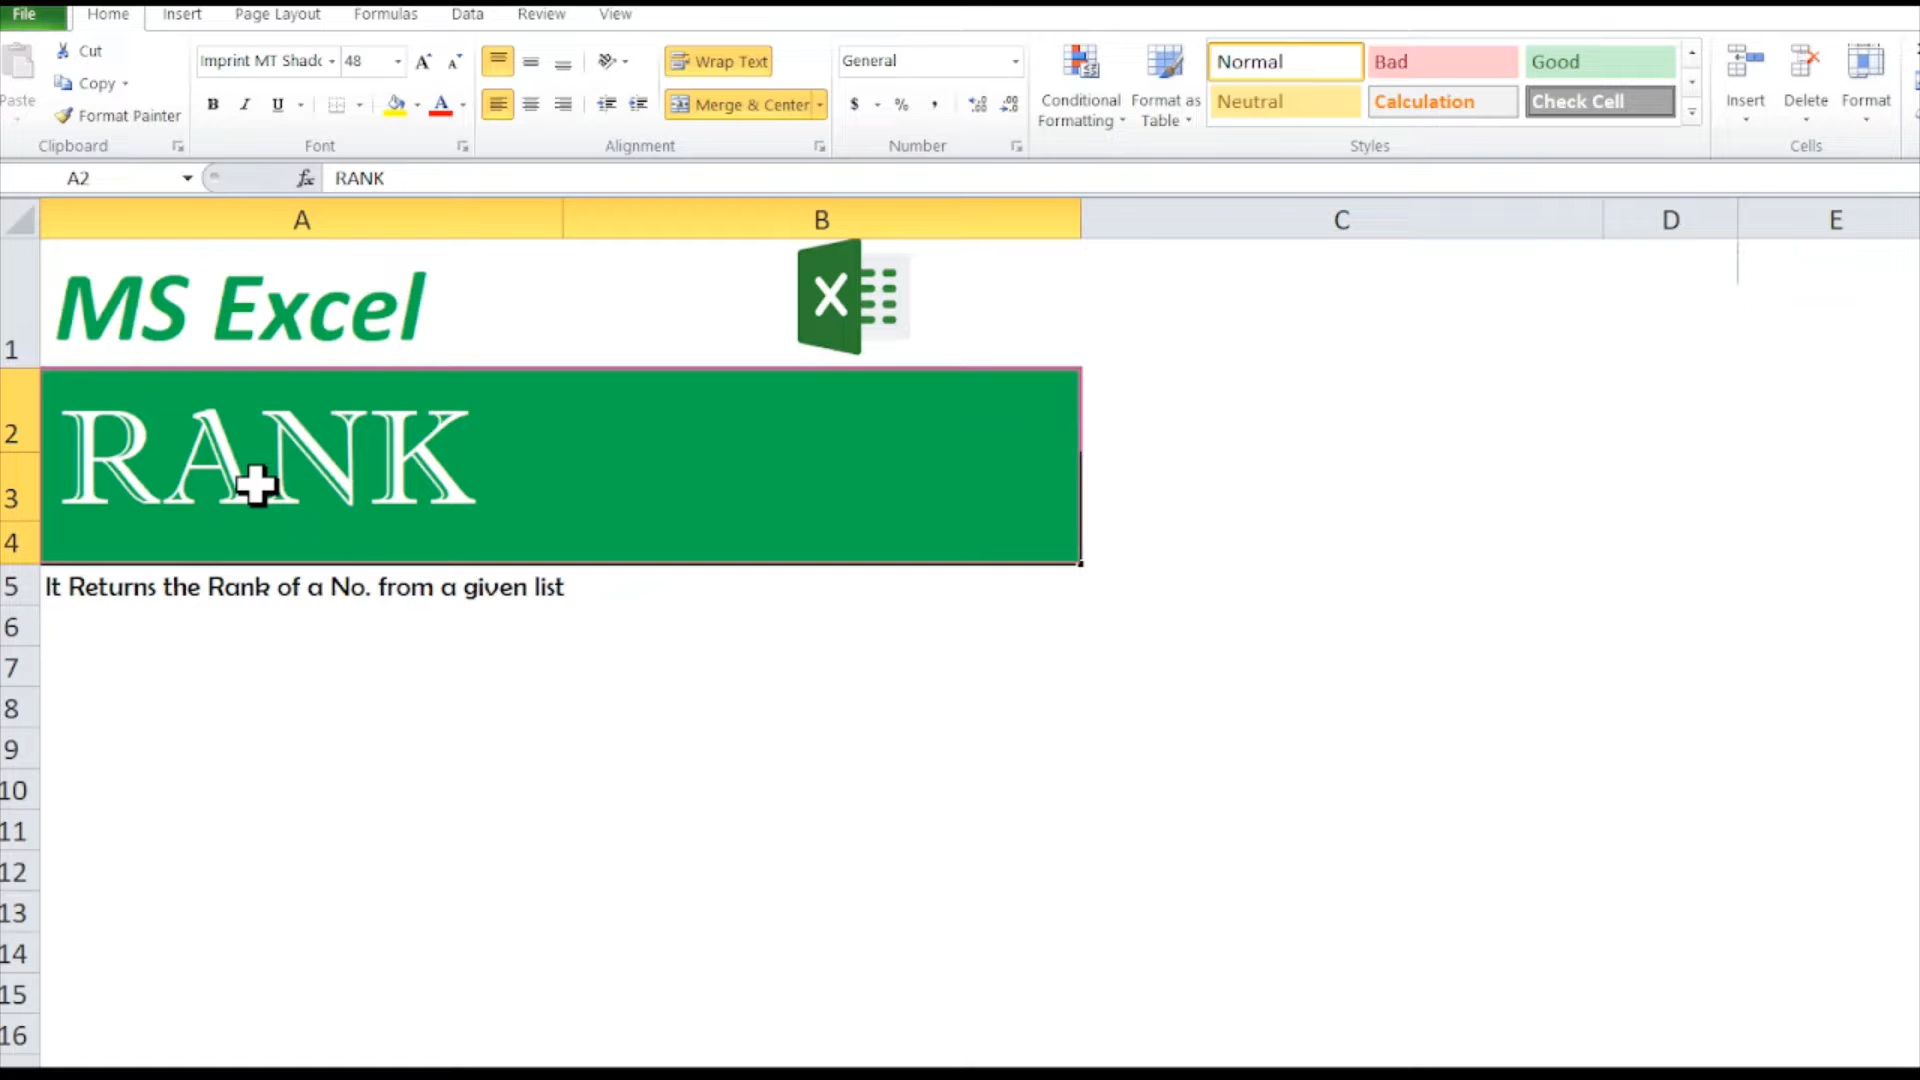 File Home Insert Page Layout Formulas Data Review View
Cut
Copy
Format Painter
Paste
Clipboard
Imprint MT Shadc 48
B I U
Font
Wrap Text
Merge & Center
Alignment
General
$ % ,
Number
Conditional Formatting
Format as Table
Normal Bad Good
Neutral Calculation Check Cell
Styles
Insert Delete Format
Cells
A2 fx RANK
A B C D E
1 MS Excel
2 RANK
3
4
5 It Returns the Rank of a No. from a given list
6
7
8
9
10
11
12
13
14
15
16